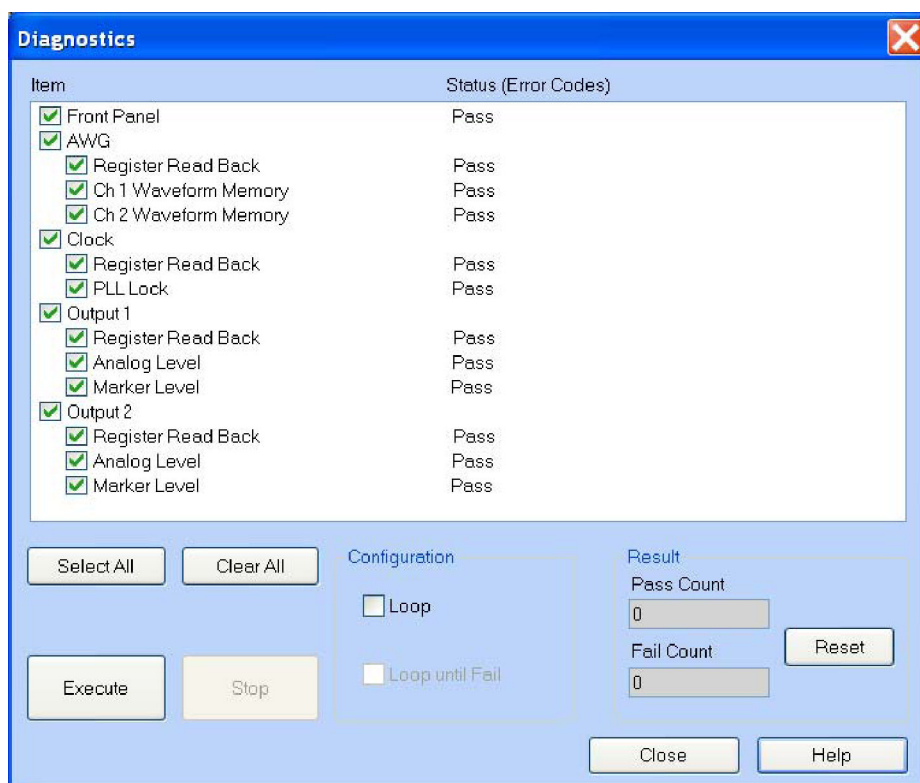 Diagnostics
Item Status (Error Codes)
Front Panel Pass
AWG
Register Read Back Pass
Ch 1 Waveform Memory Pass
Ch 2 Waveform Memory Pass
Clock
Register Read Back Pass
PLL Lock Pass
Output 1
Register Read Back Pass
Analog Level Pass
Marker Level Pass
Output 2
Register Read Back Pass
Analog Level Pass
Marker Level Pass
Select All Clear All
Configuration
Loop
Loop until Fail
Result
Pass Count
0
Fail Count
0
Reset
Execute Stop
Close Help